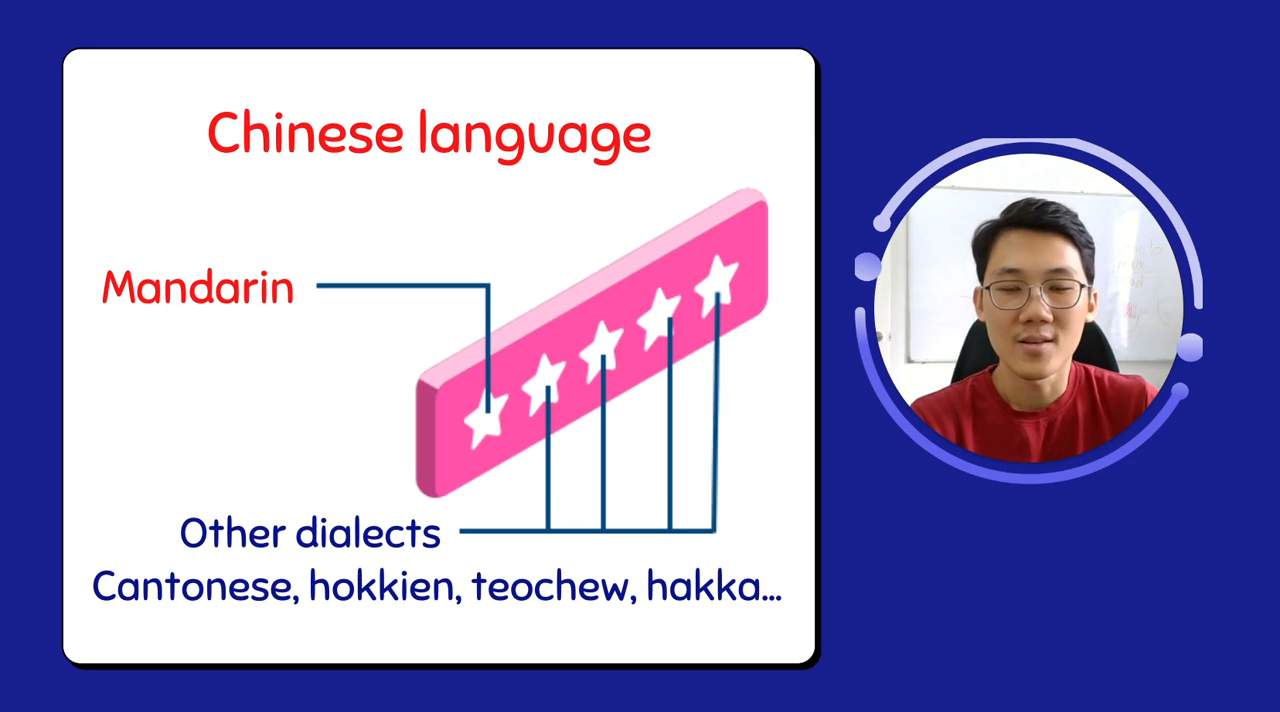 Chinese language
Mandarin
Other dialects
Cantonese, hokkien, teochew, hakka...